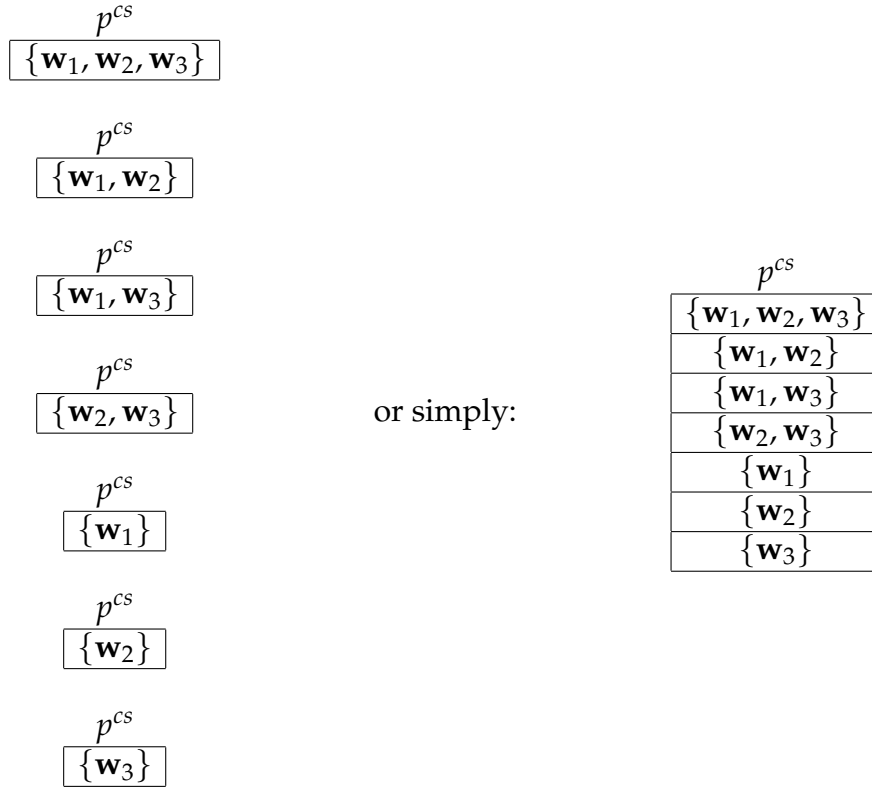 p^{cs}
{w₁, w₂, w₃}
p^{cs}
{w₁, w₂}
p^{cs}
{w₁, w₃}
p^{cs}
{w₂, w₃}
p^{cs}
{w₁}
p^{cs}
{w₂}
p^{cs}
{w₃}
or simply:
p^{cs}
{w₁, w₂, w₃}
{w₁, w₂}
{w₁, w₃}
{w₂, w₃}
{w₁}
{w₂}
{w₃}